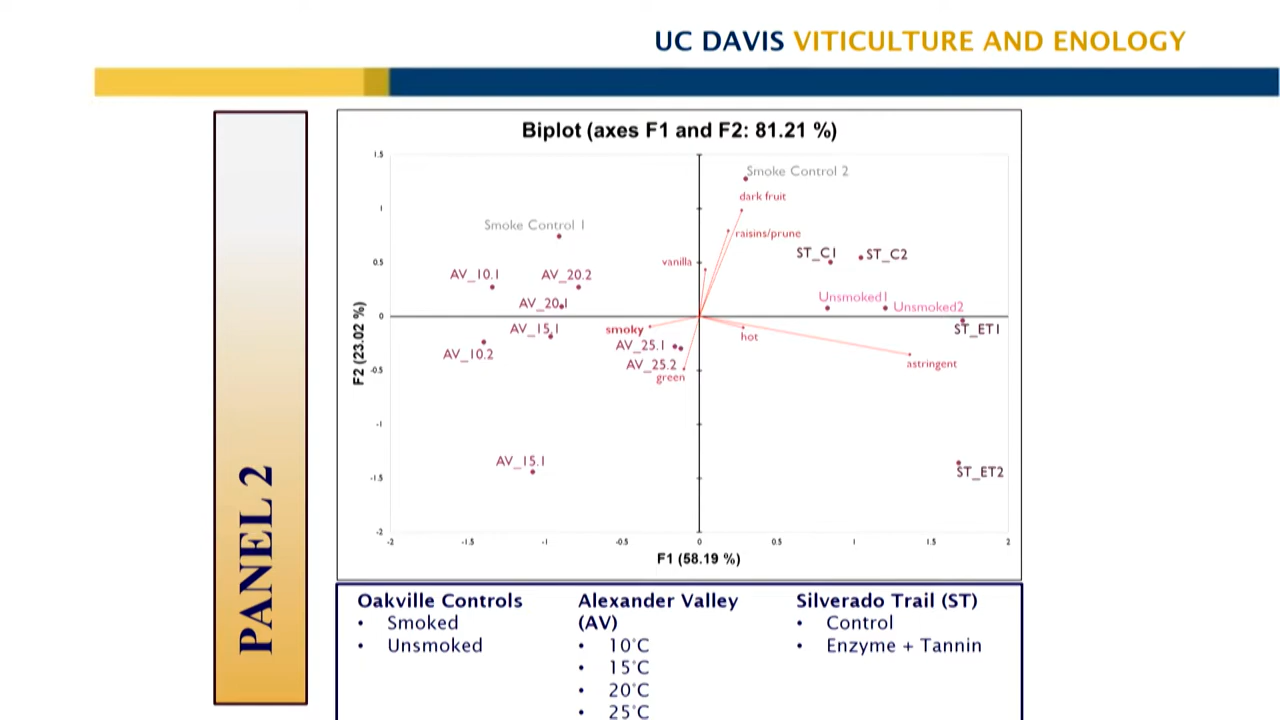 UC DAVIS VITICULTURE AND ENOLOGY
PANEL 2
Biplot (axes F1 and F2: 81.21 %)
1.5
1
0.5
0
-0.5
-1
-1.5
-2
F2 (23.02 %)
Smoke Control 2
dark fruit
Smoke Control 1
raisins/prune
vanilla
ST_C1
ST_C2
AV_10.1
AV_20.2
AV_20.1
Unsmoked1
Unsmoked2
AV_15.1
smoky
hot
ST_ET1
AV_25.1
AV_10.2
AV_25.2
green
astringent
AV_15.1
ST_ET2
-2
-1.5
-1
-0.5
0
0.5
1
1.5
2
F1 (58.19 %)
Oakville Controls
• Smoked
• Unsmoked
Alexander Valley
(AV)
• 10°C
• 15°C
• 20°C
• 25°C
Silverado Trail (ST)
• Control
• Enzyme + Tannin